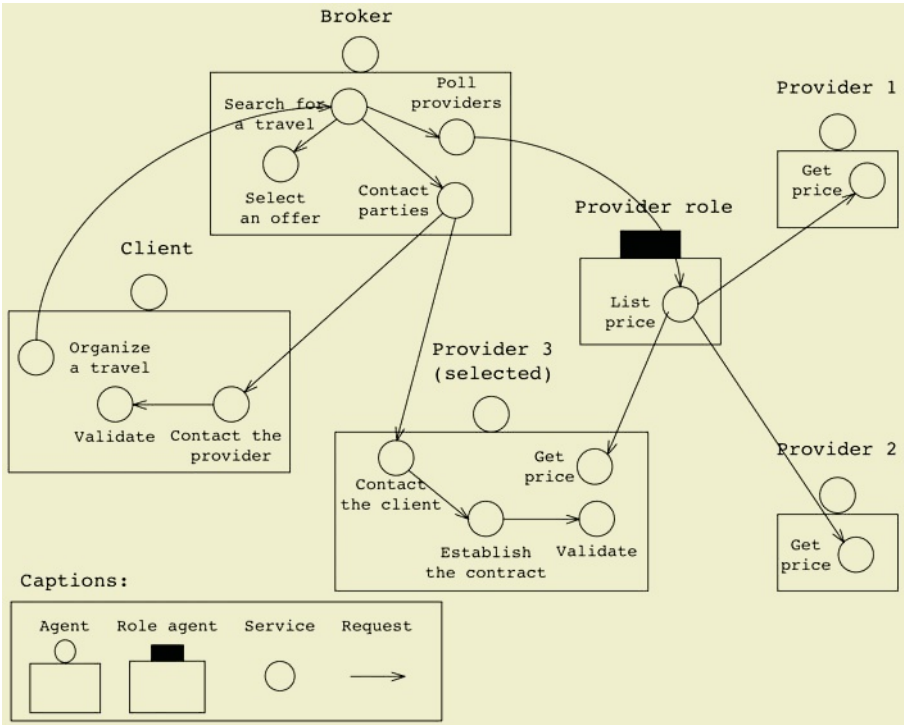 Broker
Poll
providers
Search for
a travel
Select
an offer
Contact
parties
Provider 1
Get
price
Provider role
List
price
Client
Organize
a travel
Validate
Contact the
provider
Provider 3
(selected)
Get
price
Contact
the client
Establish
the contract
Validate
Provider 2
Get
price
Captions:
Agent
Role agent
Service
Request